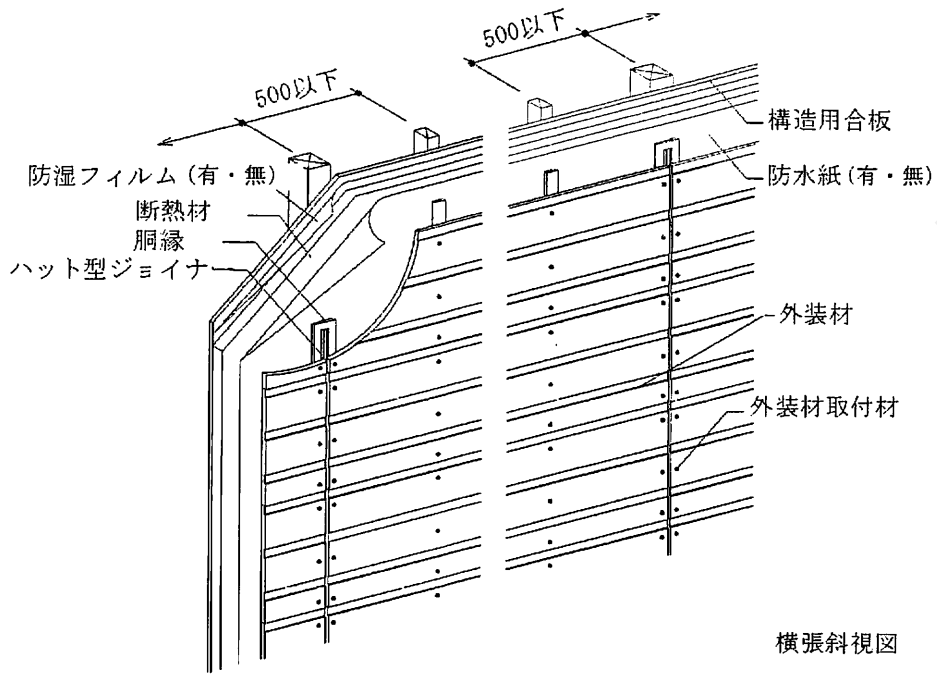 500以下
500以下
構造用合板
防湿フィルム(有・無)
防水紙(有・無)
断熱材
胴縁
ハット型ジョイナ
外装材
外装材取付材
横張斜視図